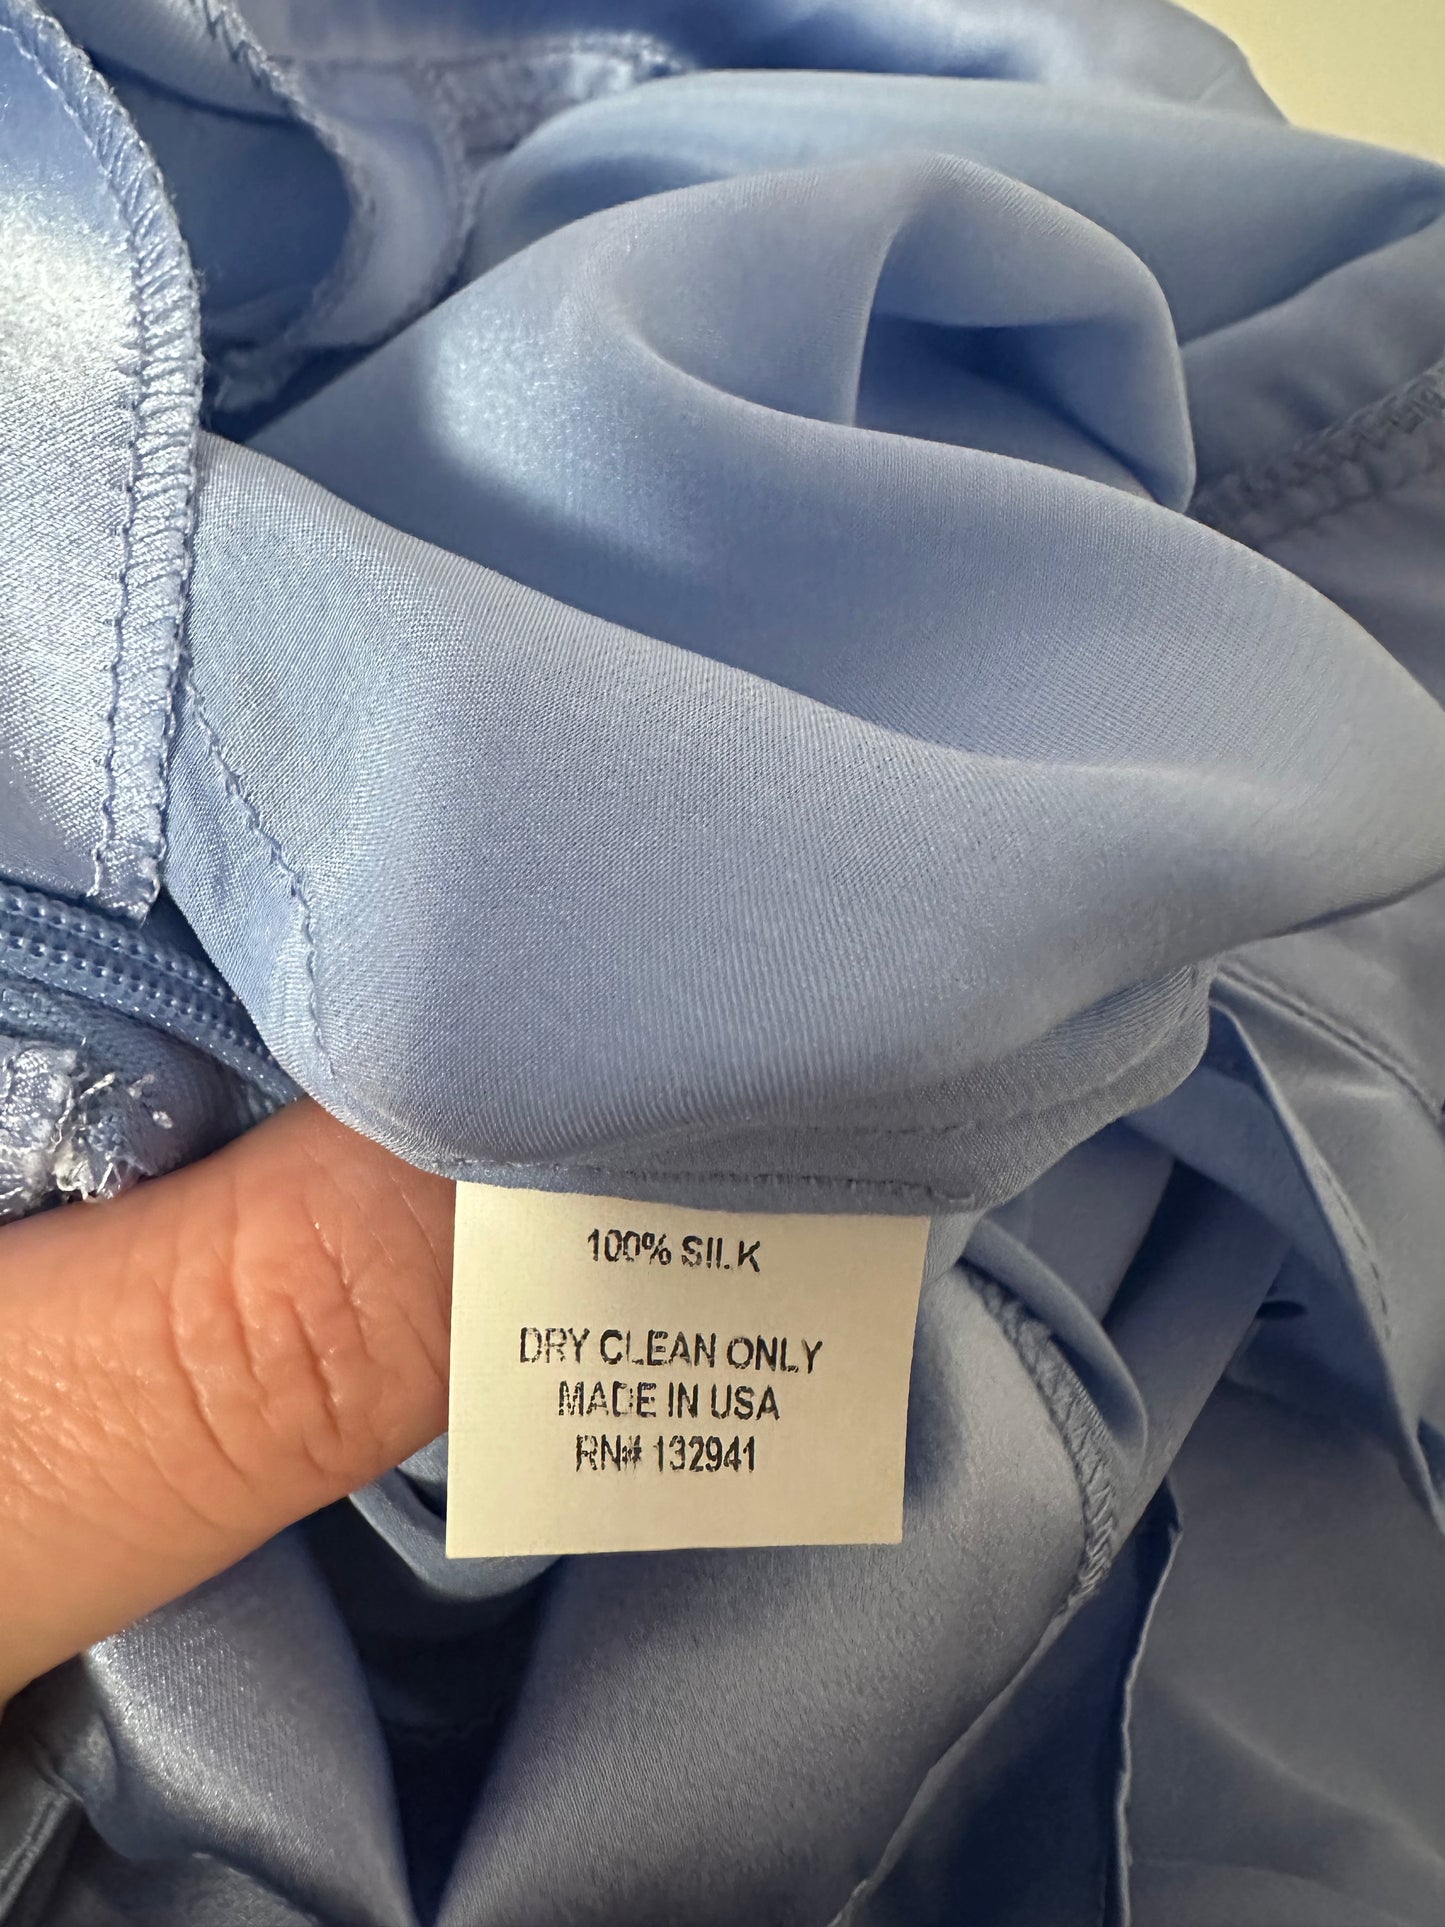 100% SILK
DRY CLEAN ONLY
MADE IN USA
RN# 132941